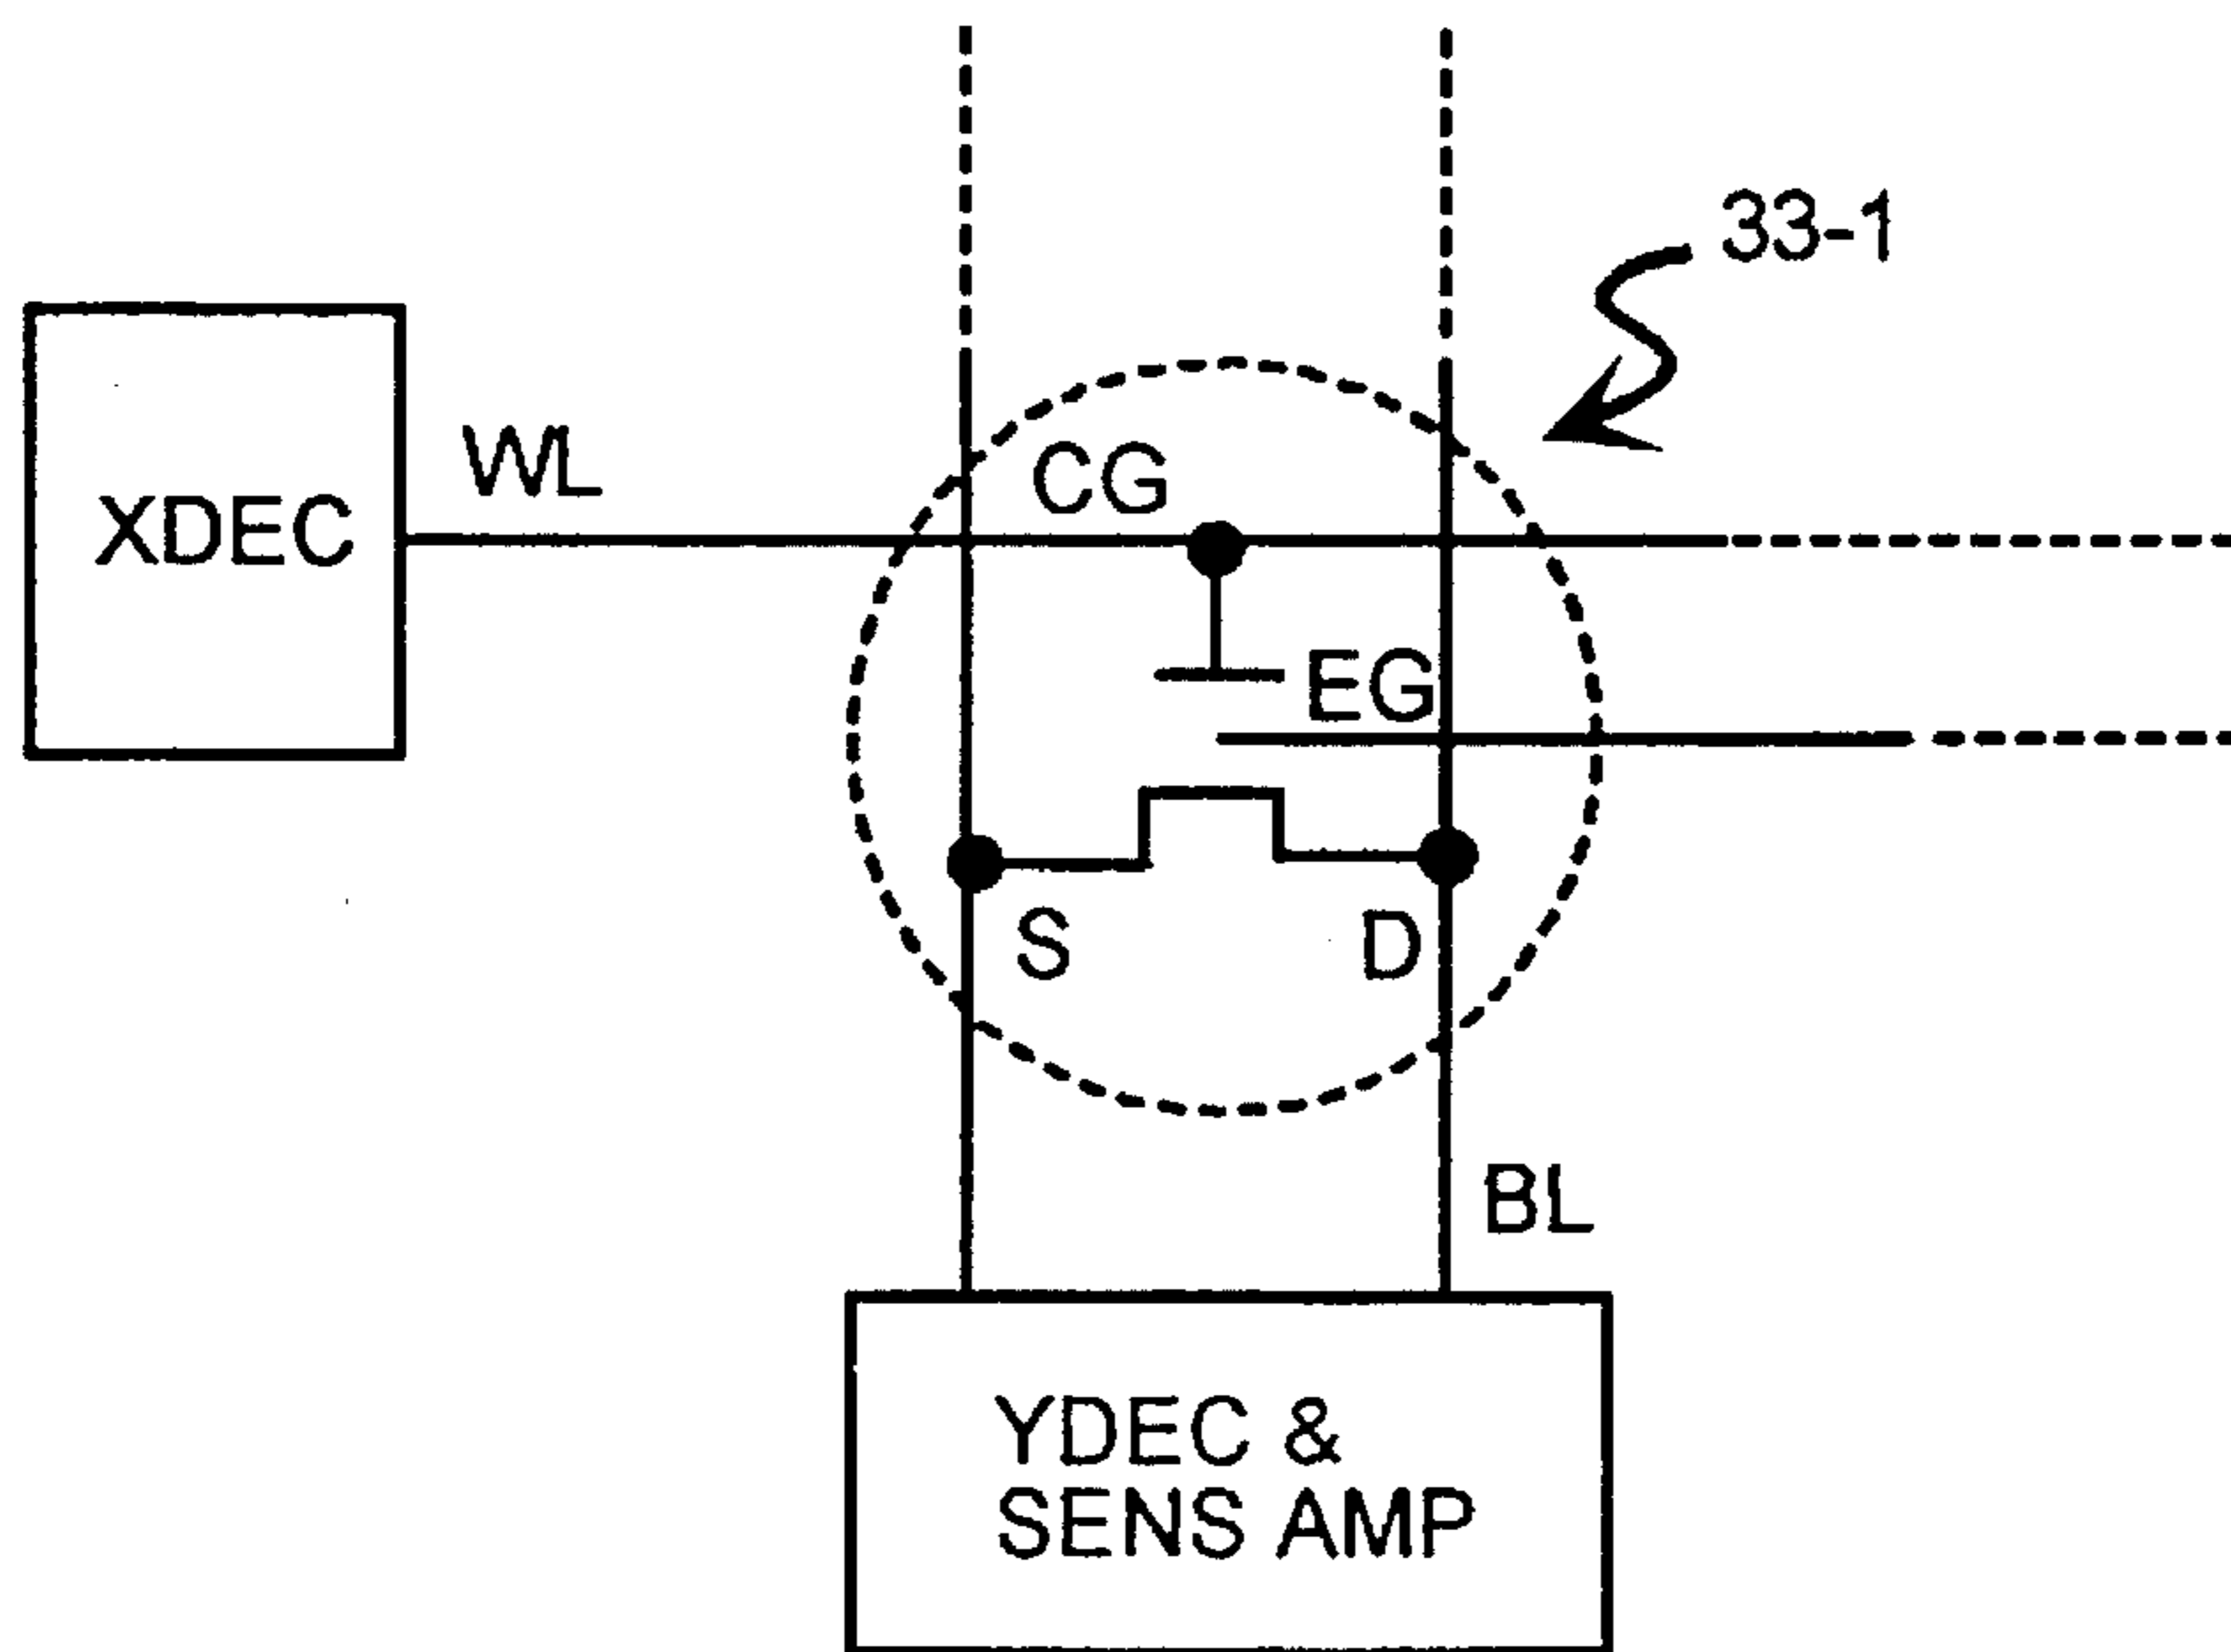 33-1
WL
CG
XDEC
EG
S
D
BL
YDEC &
SENS AMP